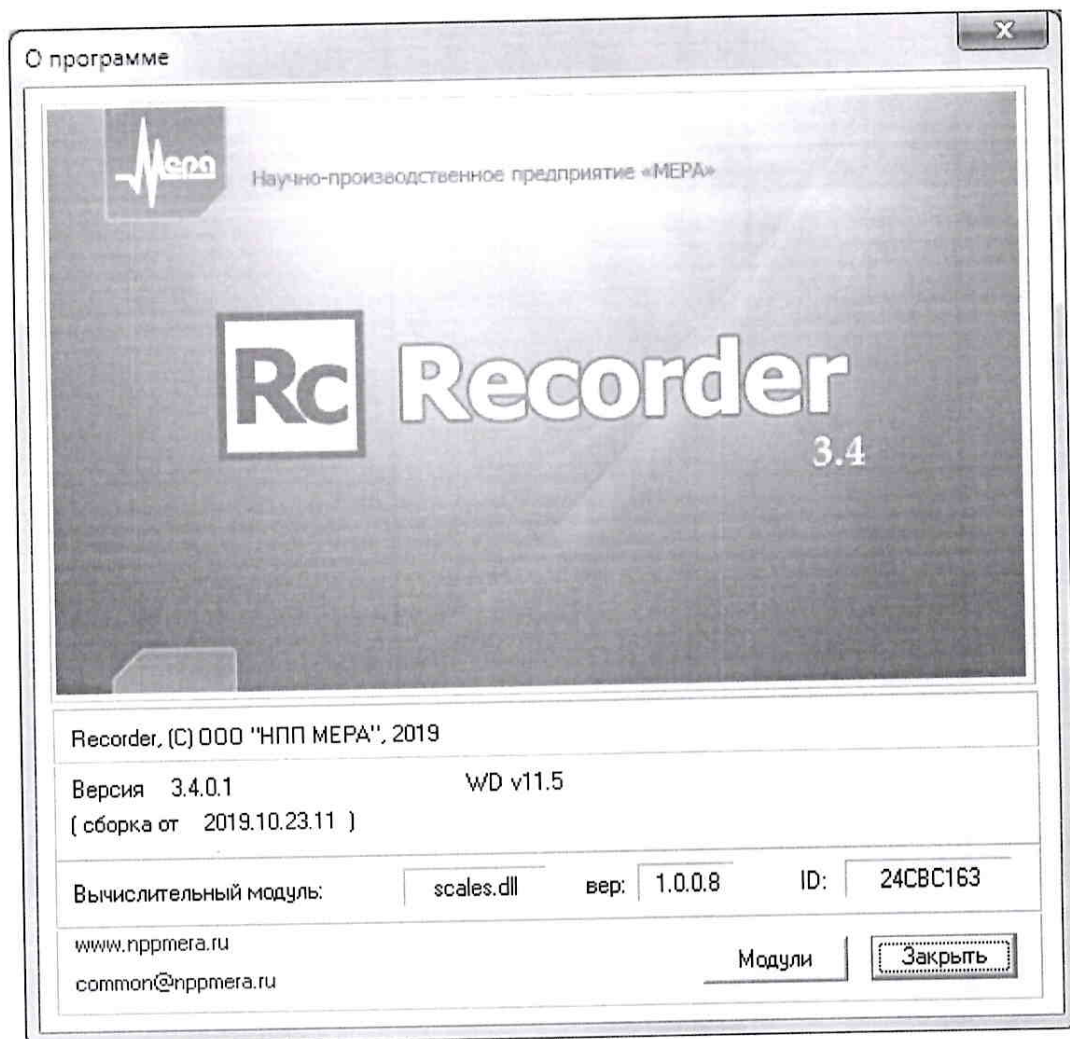 О программе
x
Мера
Научно-производственное предприятие «МЕРА»
Rc Recorder
3.4
Recorder, (C) ООО "НПП МЕРА", 2019
Версия 3.4.0.1 WD v11.5
( сборка от 2019.10.23.11 )
Вычислительный модуль: scales.dll вер: 1.0.0.8 ID: 24CBC163
www.nppmera.ru
Модули Закрыть
common@nppmera.ru